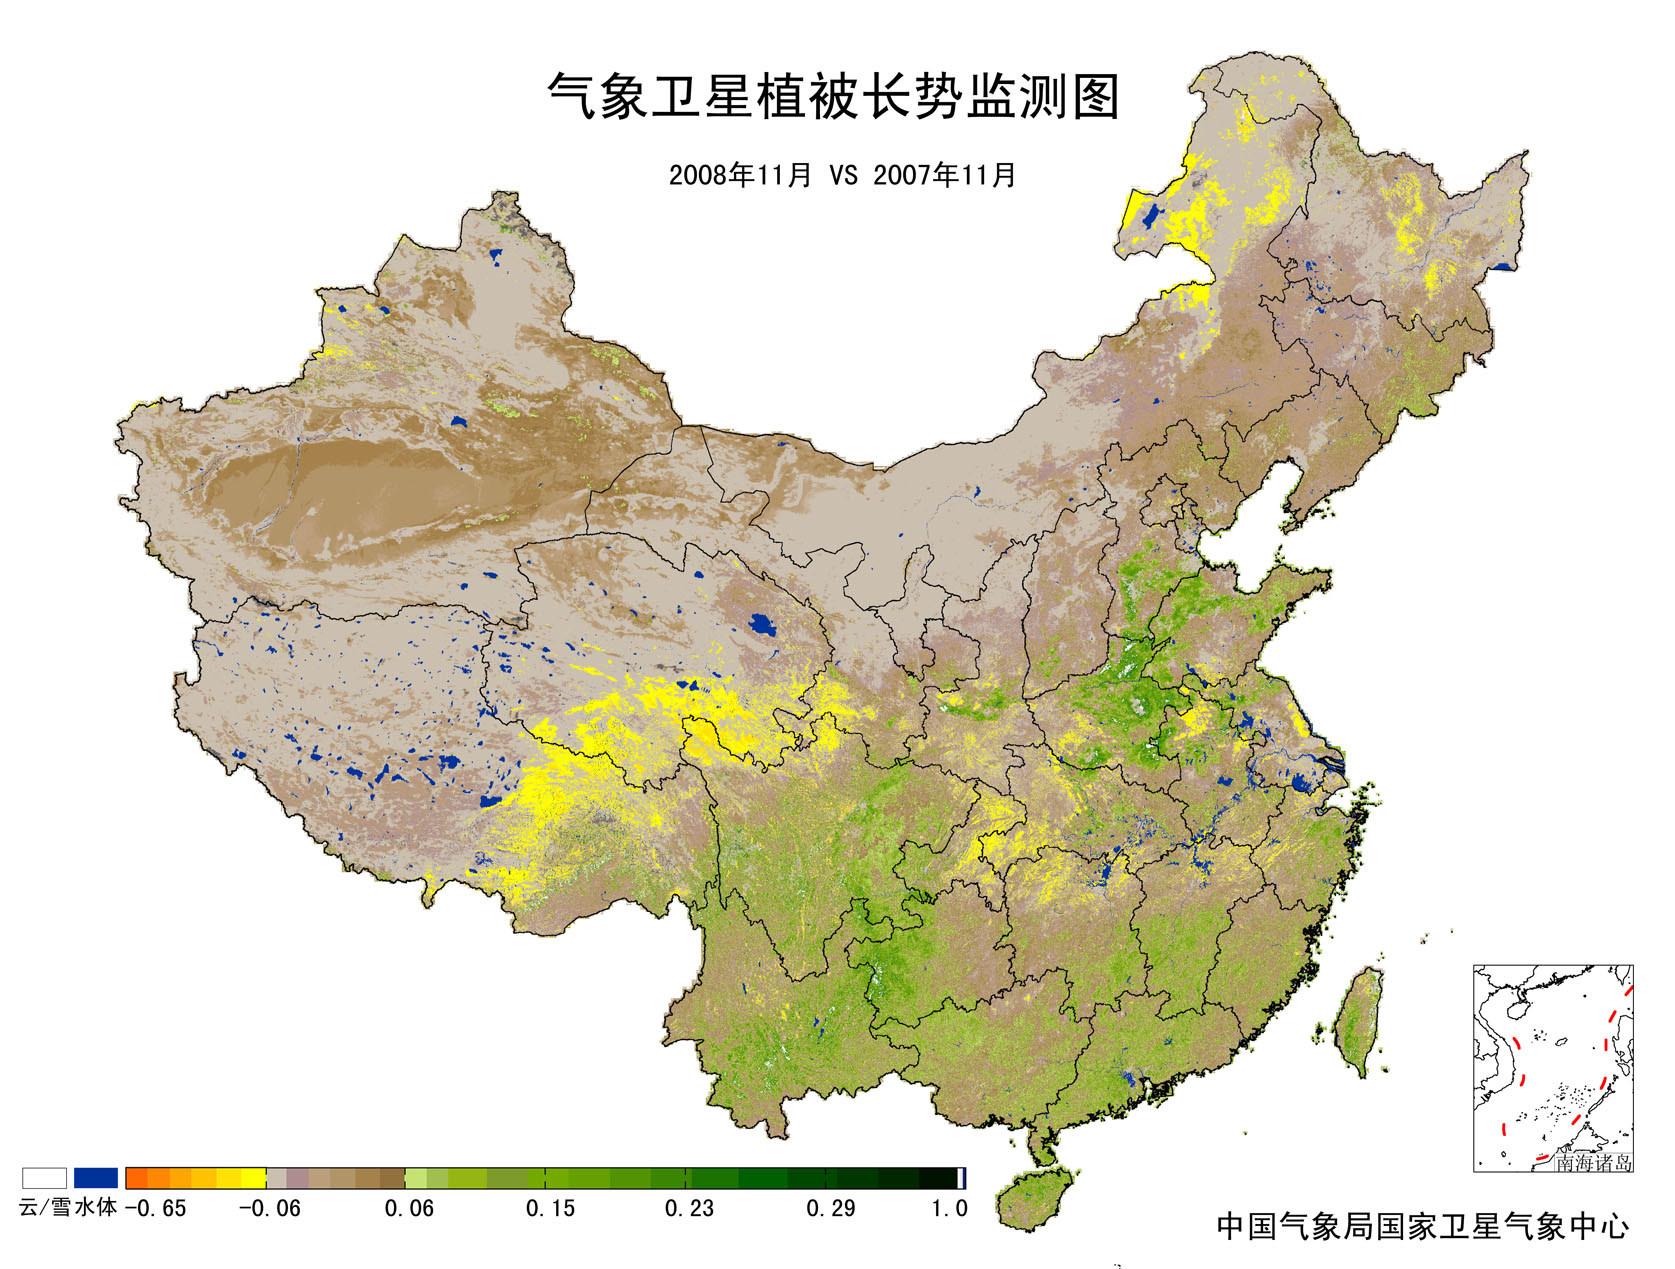 气象卫星植被长势监测图
2008年11月 VS 2007年11月
南海诸岛
云/雪 水体 -0.65 -0.06 0.06 0.15 0.23 0.29 1.0
中国气象局国家卫星气象中心